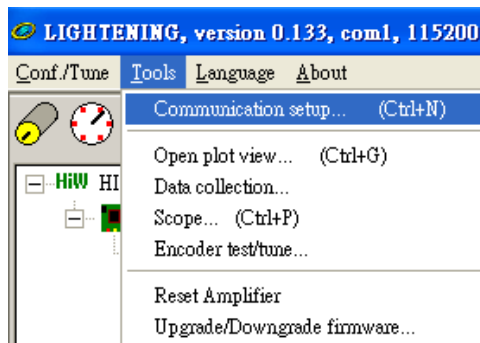 LIGHTENING, version 0.133, com1, 115200
Conf./Tune Tools Language About
Communication setup... (Ctrl+N)
Open plot view... (Ctrl+G)
HiW HI
Data collection...
Scope... (Ctrl+P)
Encoder test/tune...
Reset Amplifier
Upgrade/Downgrade firmware...